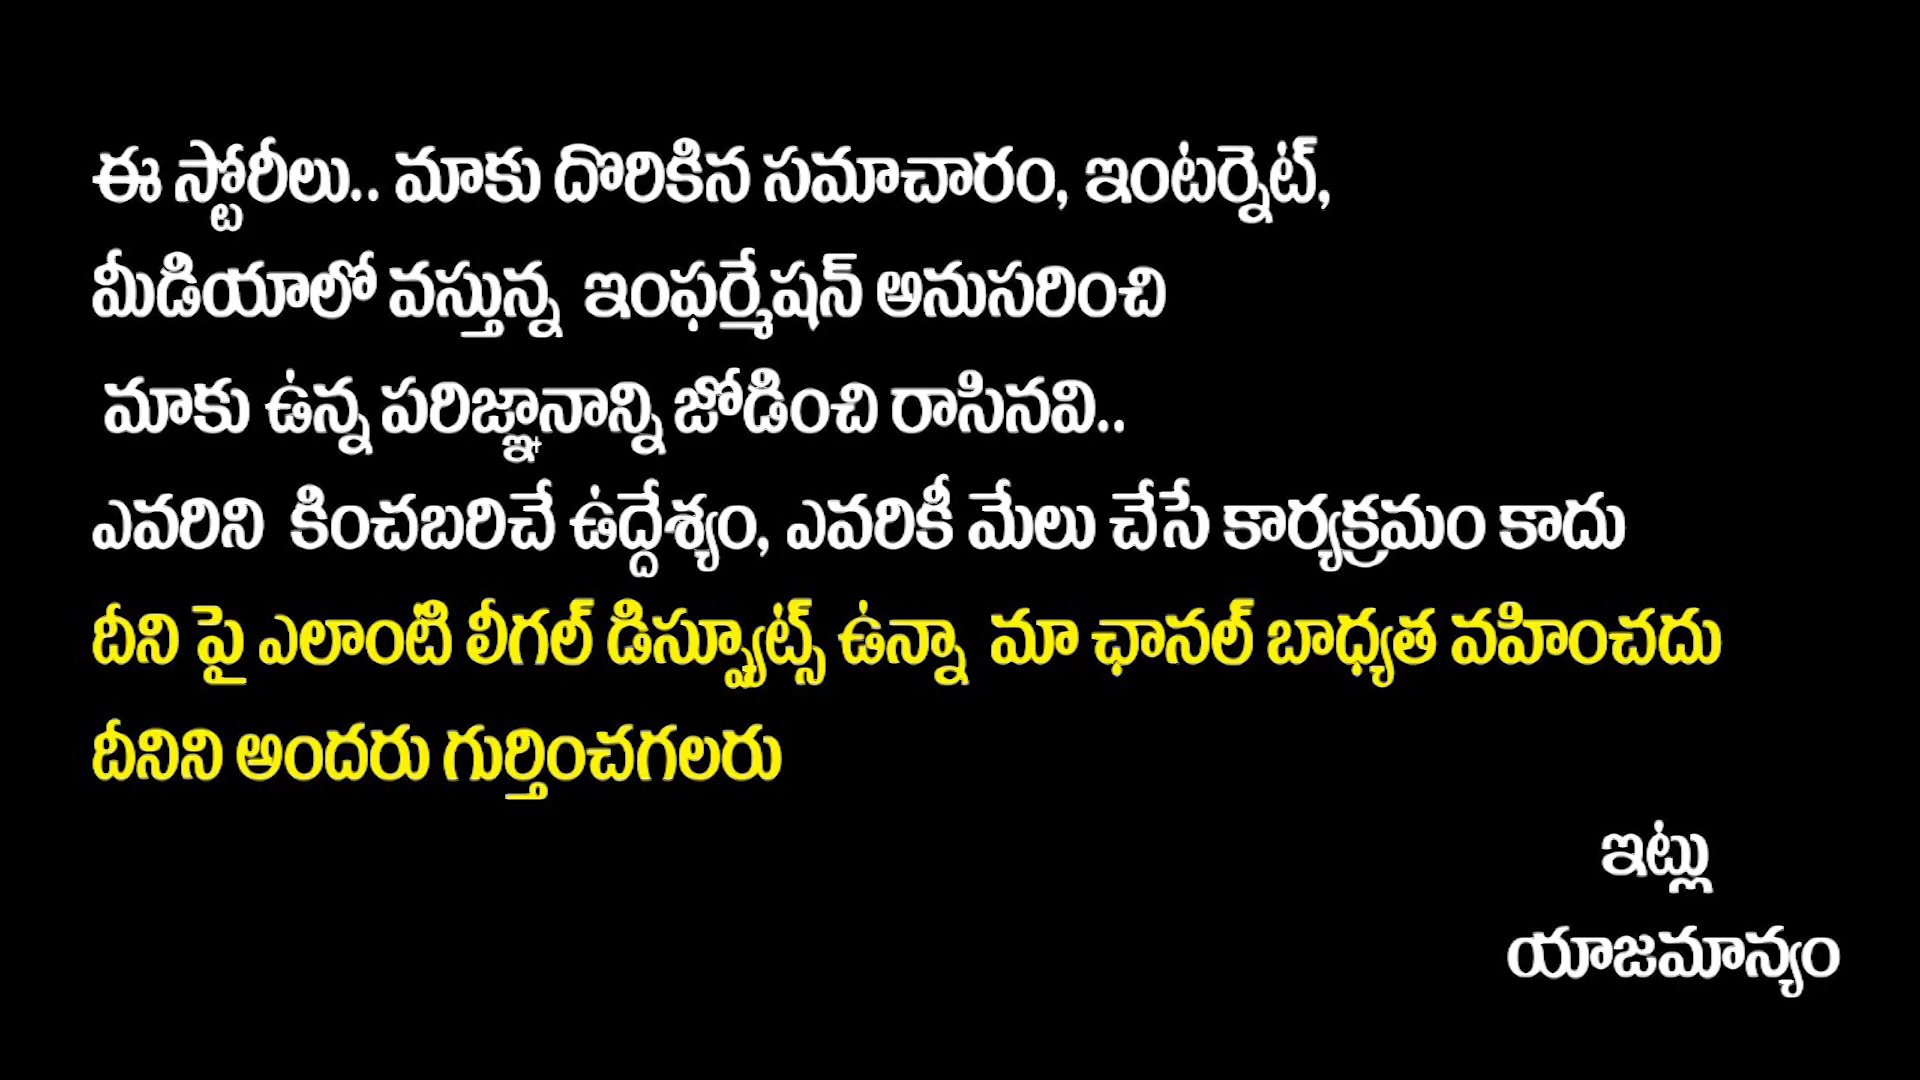 ఈ స్టోరీలు.. మాకు దొరికిన సమాచారం, ఇంటర్నెట్,
మీడియాలో వస్తున్న ఇంఫర్మేషన్ అనుసరించి
మాకు ఉన్న పరిజ్ఞానాన్ని జోడించి రాసినవి..
ఎవరిని కించబరిచే ఉద్దేశ్యం, ఎవరికీ మేలు చేసే కార్యక్రమం కాదు
దీని పై ఎలాంటి లీగల్ డిస్ప్యూట్స్ ఉన్నా మా ఛానల్ బాధ్యత వహించదు
దీనిని అందరు గుర్తించగలరు
ఇట్లు
యాజమాన్యం